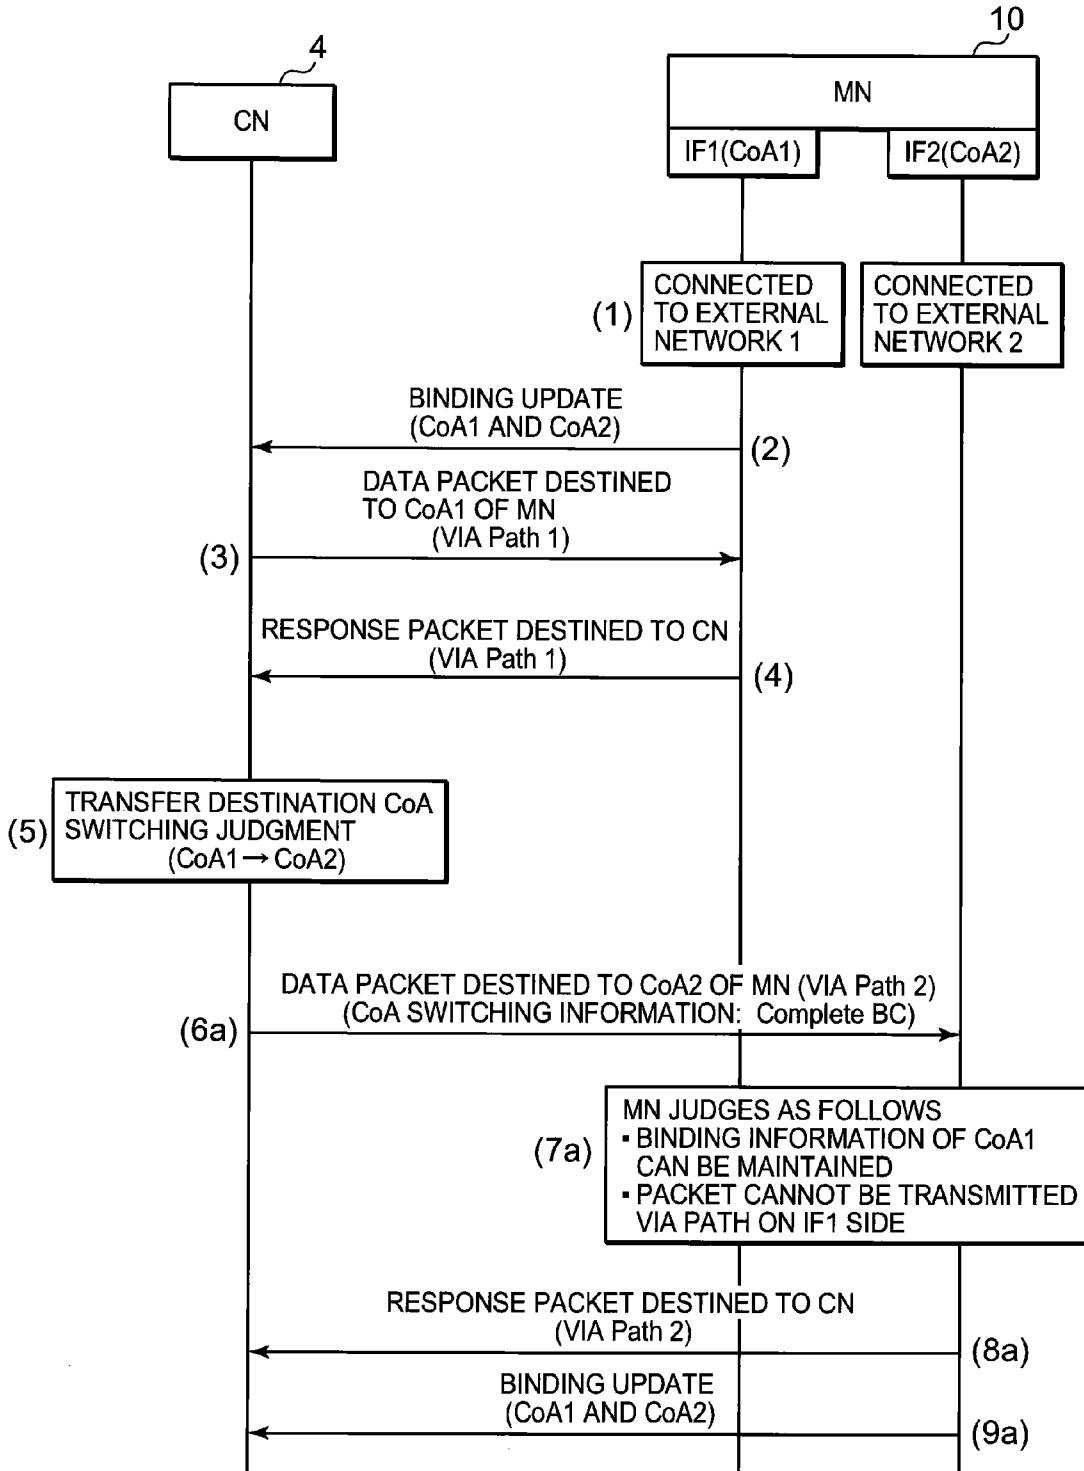 4
10
CN
MN
IF1(CoA1)
IF2(CoA2)
(1)
CONNECTED
TO EXTERNAL
NETWORK 1
CONNECTED
TO EXTERNAL
NETWORK 2
BINDING UPDATE
(CoA1 AND CoA2)
(2)
DATA PACKET DESTINED
TO CoA1 OF MN
(VIA Path 1)
(3)
RESPONSE PACKET DESTINED TO CN
(VIA Path 1)
(4)
(5)
TRANSFER DESTINATION CoA
SWITCHING JUDGMENT
(CoA1 → CoA2)
DATA PACKET DESTINED TO CoA2 OF MN (VIA Path 2)
(CoA SWITCHING INFORMATION: Complete BC)
(6a)
(7a)
MN JUDGES AS FOLLOWS
▪ BINDING INFORMATION OF CoA1
CAN BE MAINTAINED
▪ PACKET CANNOT BE TRANSMITTED
VIA PATH ON IF1 SIDE
RESPONSE PACKET DESTINED TO CN
(VIA Path 2)
(8a)
BINDING UPDATE
(CoA1 AND CoA2)
(9a)